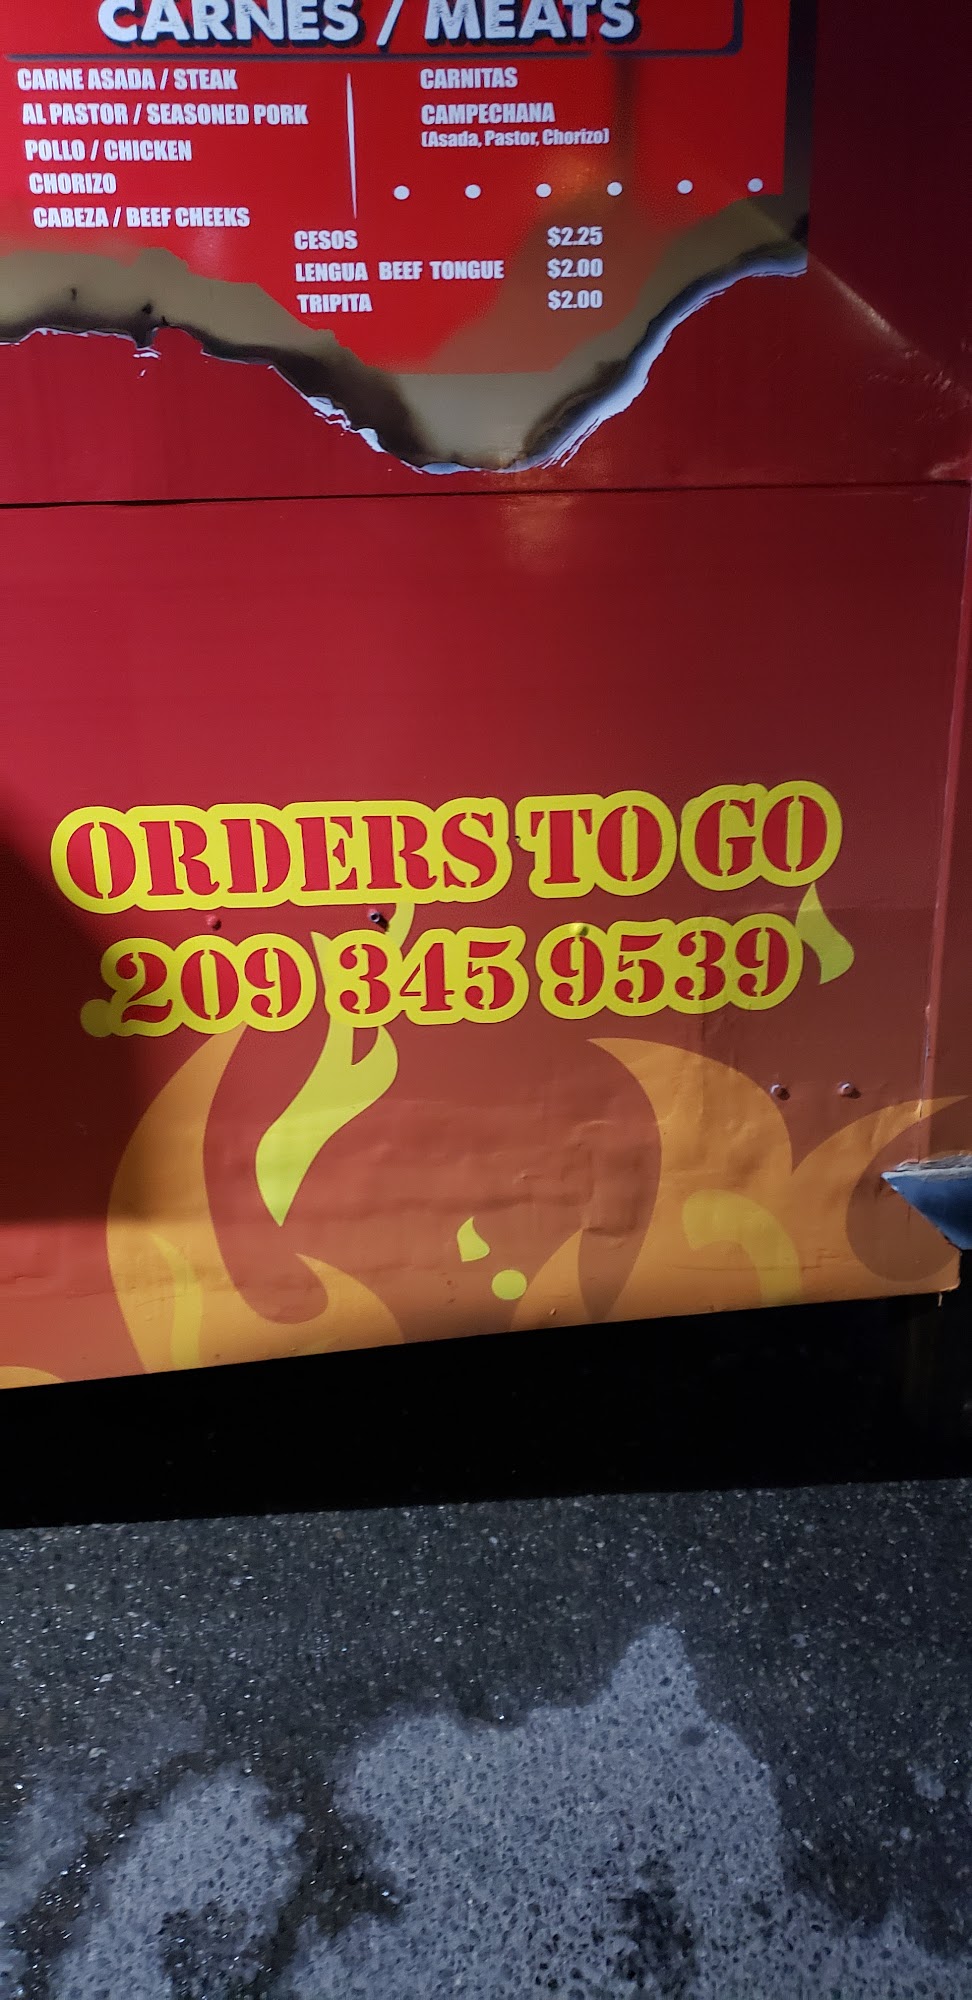 CARNES / MEATS
CARNE ASADA / STEAK
AL PASTOR / SEASONED PORK
POLLO / CHICKEN
CHORIZO
CABEZA / BEEF CHEEKS
CARNITAS
CAMPECHANA
(Asada, Pastor, Chorizo)
CESOS $2.25
LENGUA BEEF TONGUE $2.00
TRIPITA $2.00
ORDERS TO GO
209 345 9539